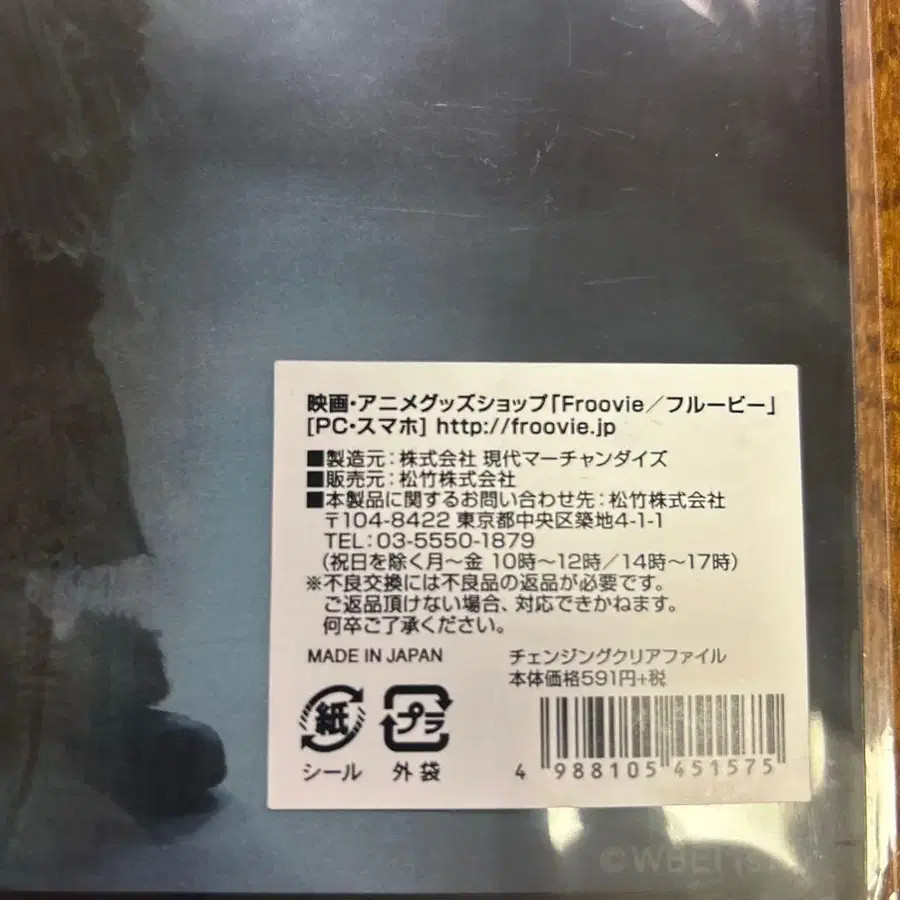 映画・アニメグッズショップ「Froovie／フルービー」
[PC・スマホ] http://froovie.jp
■製造元：株式会社 現代マーチャンダイズ
■販売元：松竹株式会社
■本製品に関するお問い合わせ先：松竹株式会社
〒104-8422 東京都中央区築地4-1-1
TEL：03-5550-1879
（祝日を除く月～金 10時～12時／14時～17時）
※不良交換には不良品の返品が必要です。
ご返品頂けない場合、対応できかねます。
何卒ご了承ください。
MADE IN JAPAN
チェンジングクリアファイル
本体価格591円+税
紙
プラ
シール
外袋
4 988105 451575
©WBEI